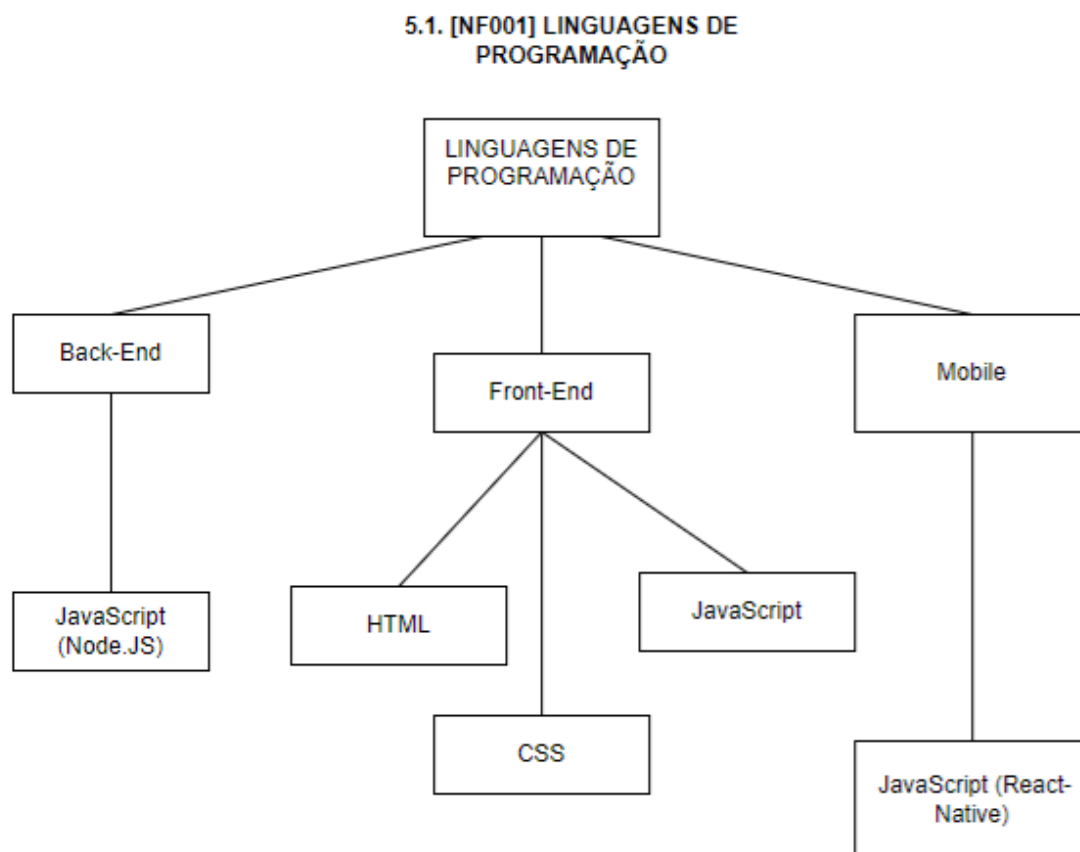 5.1. [NF001] LINGUAGENS DE
PROGRAMAÇÃO
LINGUAGENS DE
PROGRAMAÇÃO
Back-End
Front-End
Mobile
JavaScript
(Node.JS)
HTML
JavaScript
CSS
JavaScript (React-
Native)